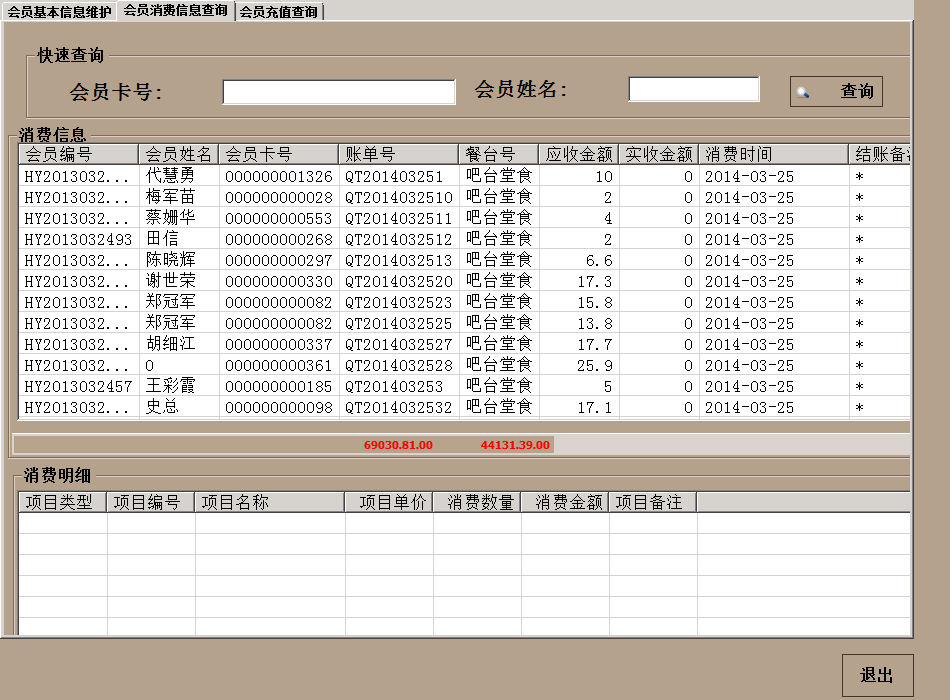 会员基本信息维护 会员消费信息查询 会员充值查询
快速查询
会员卡号: 会员姓名: 查询
消费信息
会员编号 会员姓名 会员卡号 账单号 餐台号 应收金额 实收金额 消费时间 结账备
HY2013032... 代慧勇 000000001326 QT201403251 吧台堂食 10 0 2014-03-25 *
HY2013032... 梅军苗 000000000028 QT2014032510 吧台堂食 2 0 2014-03-25 *
HY2013032... 蔡姗华 000000000553 QT2014032511 吧台堂食 4 0 2014-03-25 *
HY2013032493 田信 000000000268 QT2014032512 吧台堂食 2 0 2014-03-25 *
HY2013032... 陈晓辉 000000000297 QT2014032513 吧台堂食 6.6 0 2014-03-25 *
HY2013032... 谢世荣 000000000330 QT2014032520 吧台堂食 17.3 0 2014-03-25 *
HY2013032... 郑冠军 000000000082 QT2014032523 吧台堂食 15.8 0 2014-03-25 *
HY2013032... 郑冠军 000000000082 QT2014032525 吧台堂食 13.8 0 2014-03-25 *
HY2013032... 胡细江 000000000337 QT2014032527 吧台堂食 17.7 0 2014-03-25 *
HY2013032... 0 000000000361 QT2014032528 吧台堂食 25.9 0 2014-03-25 *
HY2013032457 王彩霞 000000000185 QT201403253 吧台堂食 5 0 2014-03-25 *
HY2013032... 史总 000000000098 QT2014032532 吧台堂食 17.1 0 2014-03-25 *
69030.81.00 44131.39.00
消费明细
项目类型 项目编号 项目名称 项目单价 消费数量 消费金额 项目备注
退出